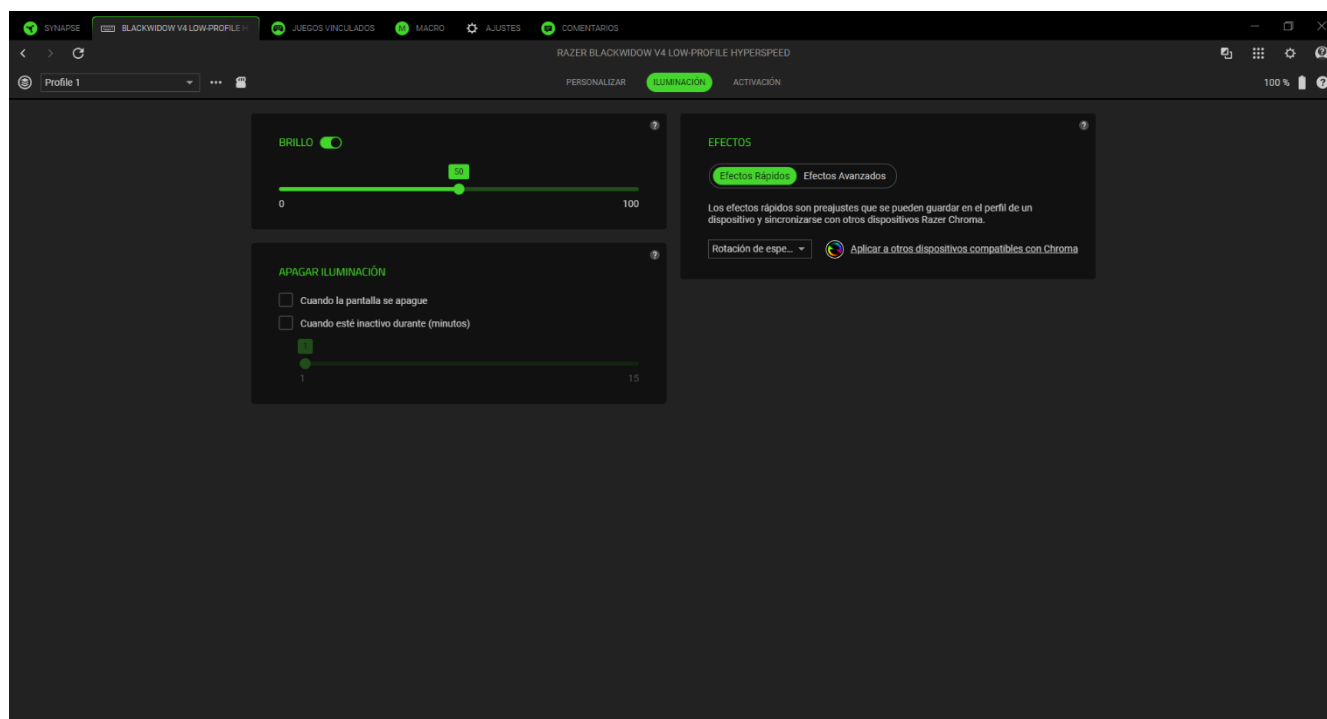 SYNAPSE
BLACKWIDOW V4 LOW-PROFILE H
JUEGOS VINCULADOS
MACRO
AJUSTES
COMENTARIOS
RAZER BLACKWIDOW V4 LOW-PROFILE HYPERSPEED
Profile 1
PERSONALIZAR
ILUMINACIÓN
ACTIVACIÓN
100 %
BRILLO
50
0
100
APAGAR ILUMINACIÓN
Cuando la pantalla se apague
Cuando esté inactivo durante (minutos)
1
1
15
EFECTOS
Efectos Rápidos
Efectos Avanzados
Los efectos rápidos son preajustes que se pueden guardar en el perfil de un
dispositivo y sincronizarse con otros dispositivos Razer Chroma.
Rotación de espe...
Aplicar a otros dispositivos compatibles con Chroma